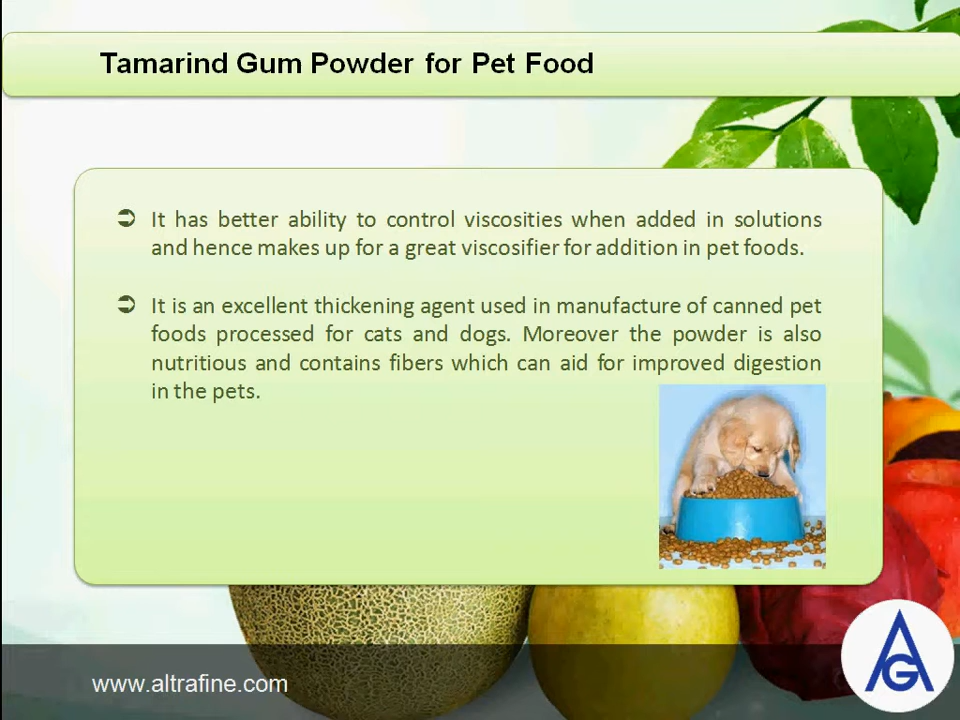 Tamarind Gum Powder for Pet Food
It has better ability to control viscosities when added in solutions
and hence makes up for a great viscosifier for addition in pet foods.
It is an excellent thickening agent used in manufacture of canned pet
foods processed for cats and dogs. Moreover the powder is also
nutritious and contains fibers which can aid for improved digestion
in the pets.
www.altrafine.com
AG